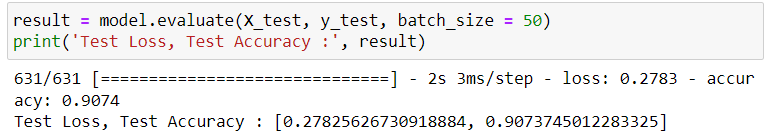 result = model.evaluate(X_test, y_test, batch_size = 50)
print('Test Loss, Test Accuracy :', result)
631/631 [==============================] - 2s 3ms/step - loss: 0.2783 - accur
acy: 0.9074
Test Loss, Test Accuracy : [0.27825626730918884, 0.9073745012283325]